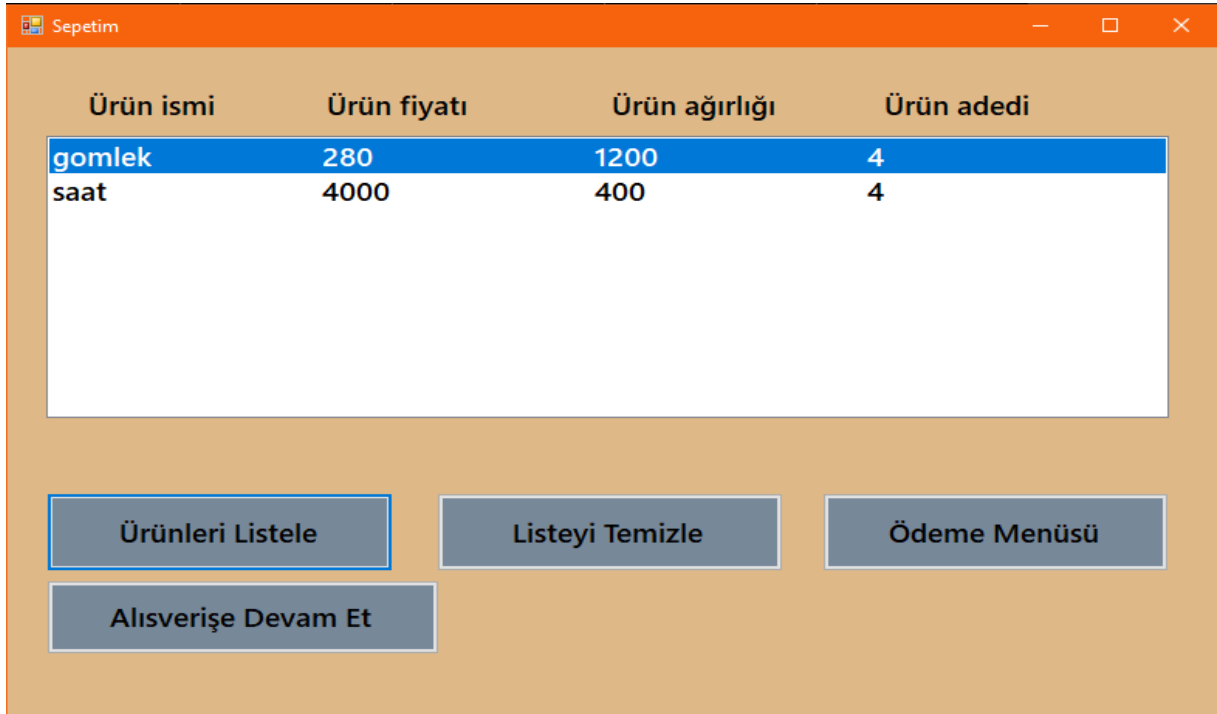 Sepetim
Ürün ismi Ürün fiyatı Ürün ağırlığı Ürün adedi
gomlek 280 1200 4
saat 4000 400 4
Ürünleri Listele Listeyi Temizle Ödeme Menüsü
Alısverişe Devam Et